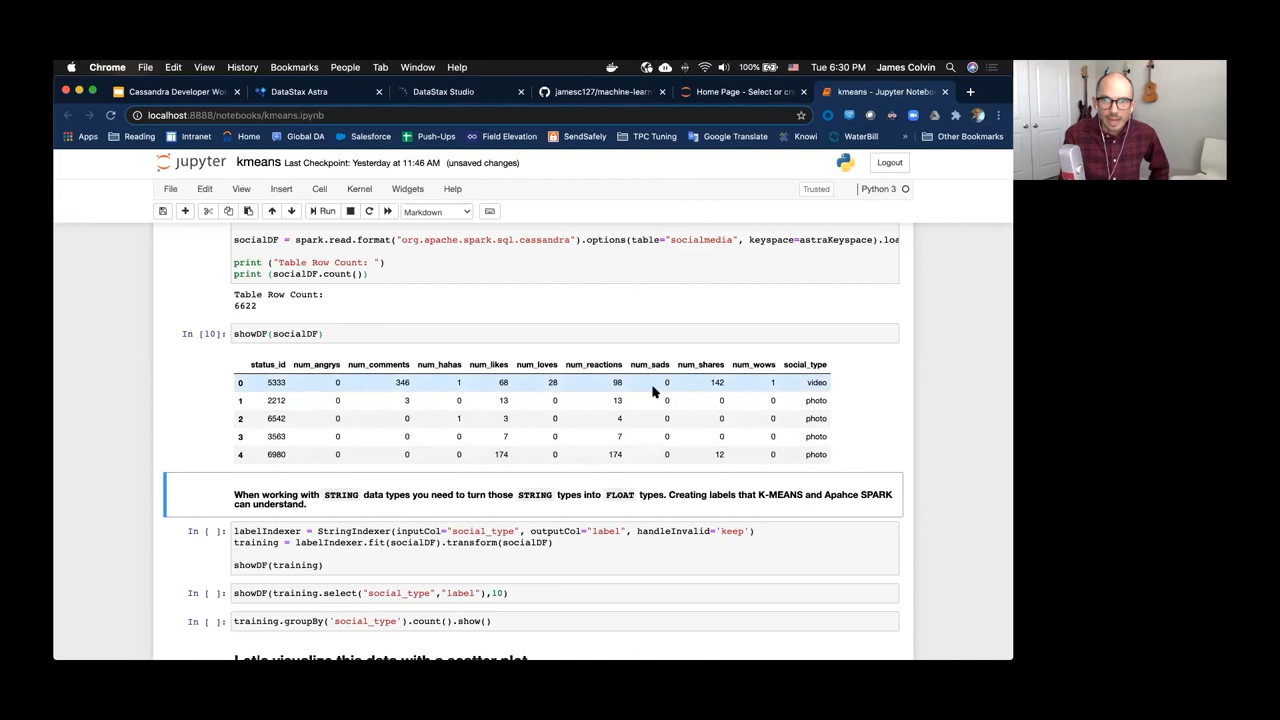 Chrome File Edit View History Bookmarks People Tab Window Help 100% Tue 6:30 PM James Colvin
Cassandra Developer Wor DataStax Astra DataStax Studio jamesc127/machine-learn Home Page - Select or cre kmeans - Jupyter Notebo
localhost:8888/notebooks/kmeans.ipynb
Apps Reading Intranet Home Global DA Salesforce Push-Ups Field Elevation SendSafely TPC Tuning Google Translate Knowi WaterBill » Other Bookmarks
jupyter kmeans Last Checkpoint: Yesterday at 11:46 AM (unsaved changes) Logout
File Edit View Insert Cell Kernel Widgets Help Trusted Python 3
Run Markdown
socialDF = spark.read.format("org.apache.spark.sql.cassandra").options(table="socialmedia", keyspace=astraKeyspace).loa
print ("Table Row Count: ")
print (socialDF.count())
Table Row Count:
6622
In [10]: showDF(socialDF)
status_id num_angrys num_comments num_hahas num_likes num_loves num_reactions num_sads num_shares num_wows social_type
0 5333 0 346 1 68 28 98 0 142 1 video
1 2212 0 3 0 13 0 13 0 0 0 photo
2 6542 0 0 1 3 0 4 0 0 0 photo
3 3563 0 0 0 7 0 7 0 0 0 photo
4 6980 0 0 0 174 0 174 0 12 0 photo
When working with STRING data types you need to turn those STRING types into FLOAT types. Creating labels that K-MEANS and Apahce SPARK
can understand.
In [ ]: labelIndexer = StringIndexer(inputCol="social_type", outputCol="label", handleInvalid='keep')
training = labelIndexer.fit(socialDF).transform(socialDF)
showDF(training)
In [ ]: showDF(training.select("social_type","label"),10)
In [ ]: training.groupBy('social_type').count().show()
Let's visualize this data with a scatter plot